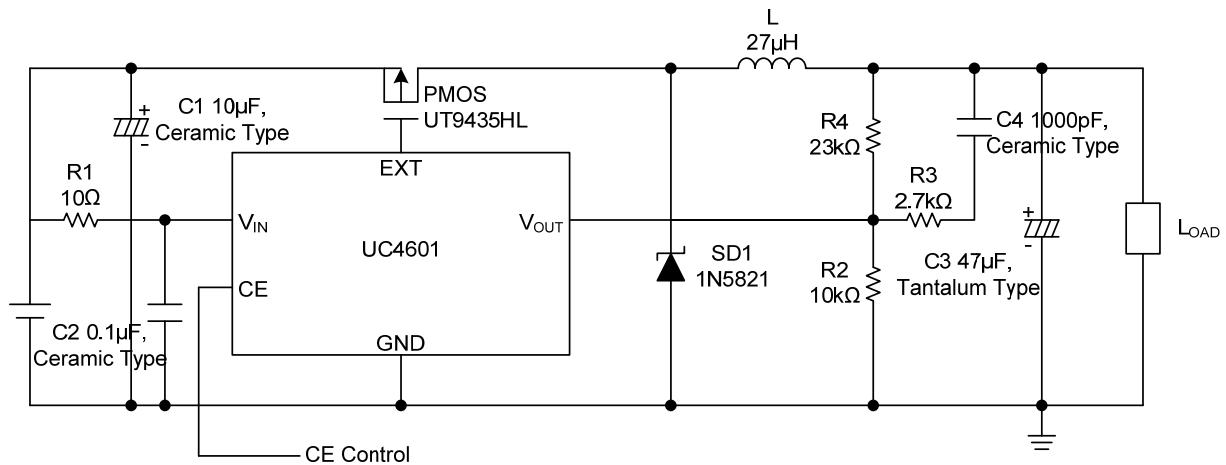 L
27μH
C1 10μF,
Ceramic Type
PMOS
UT9435HL
R4
23kΩ
C4 1000pF,
Ceramic Type
R1
10Ω
EXT
R3
2.7kΩ
VIN
VOUT
UC4601
LOAD
SD1
1N5821
CE
R2
10kΩ
C3 47μF,
Tantalum Type
C2 0.1μF,
Ceramic Type
GND
CE Control